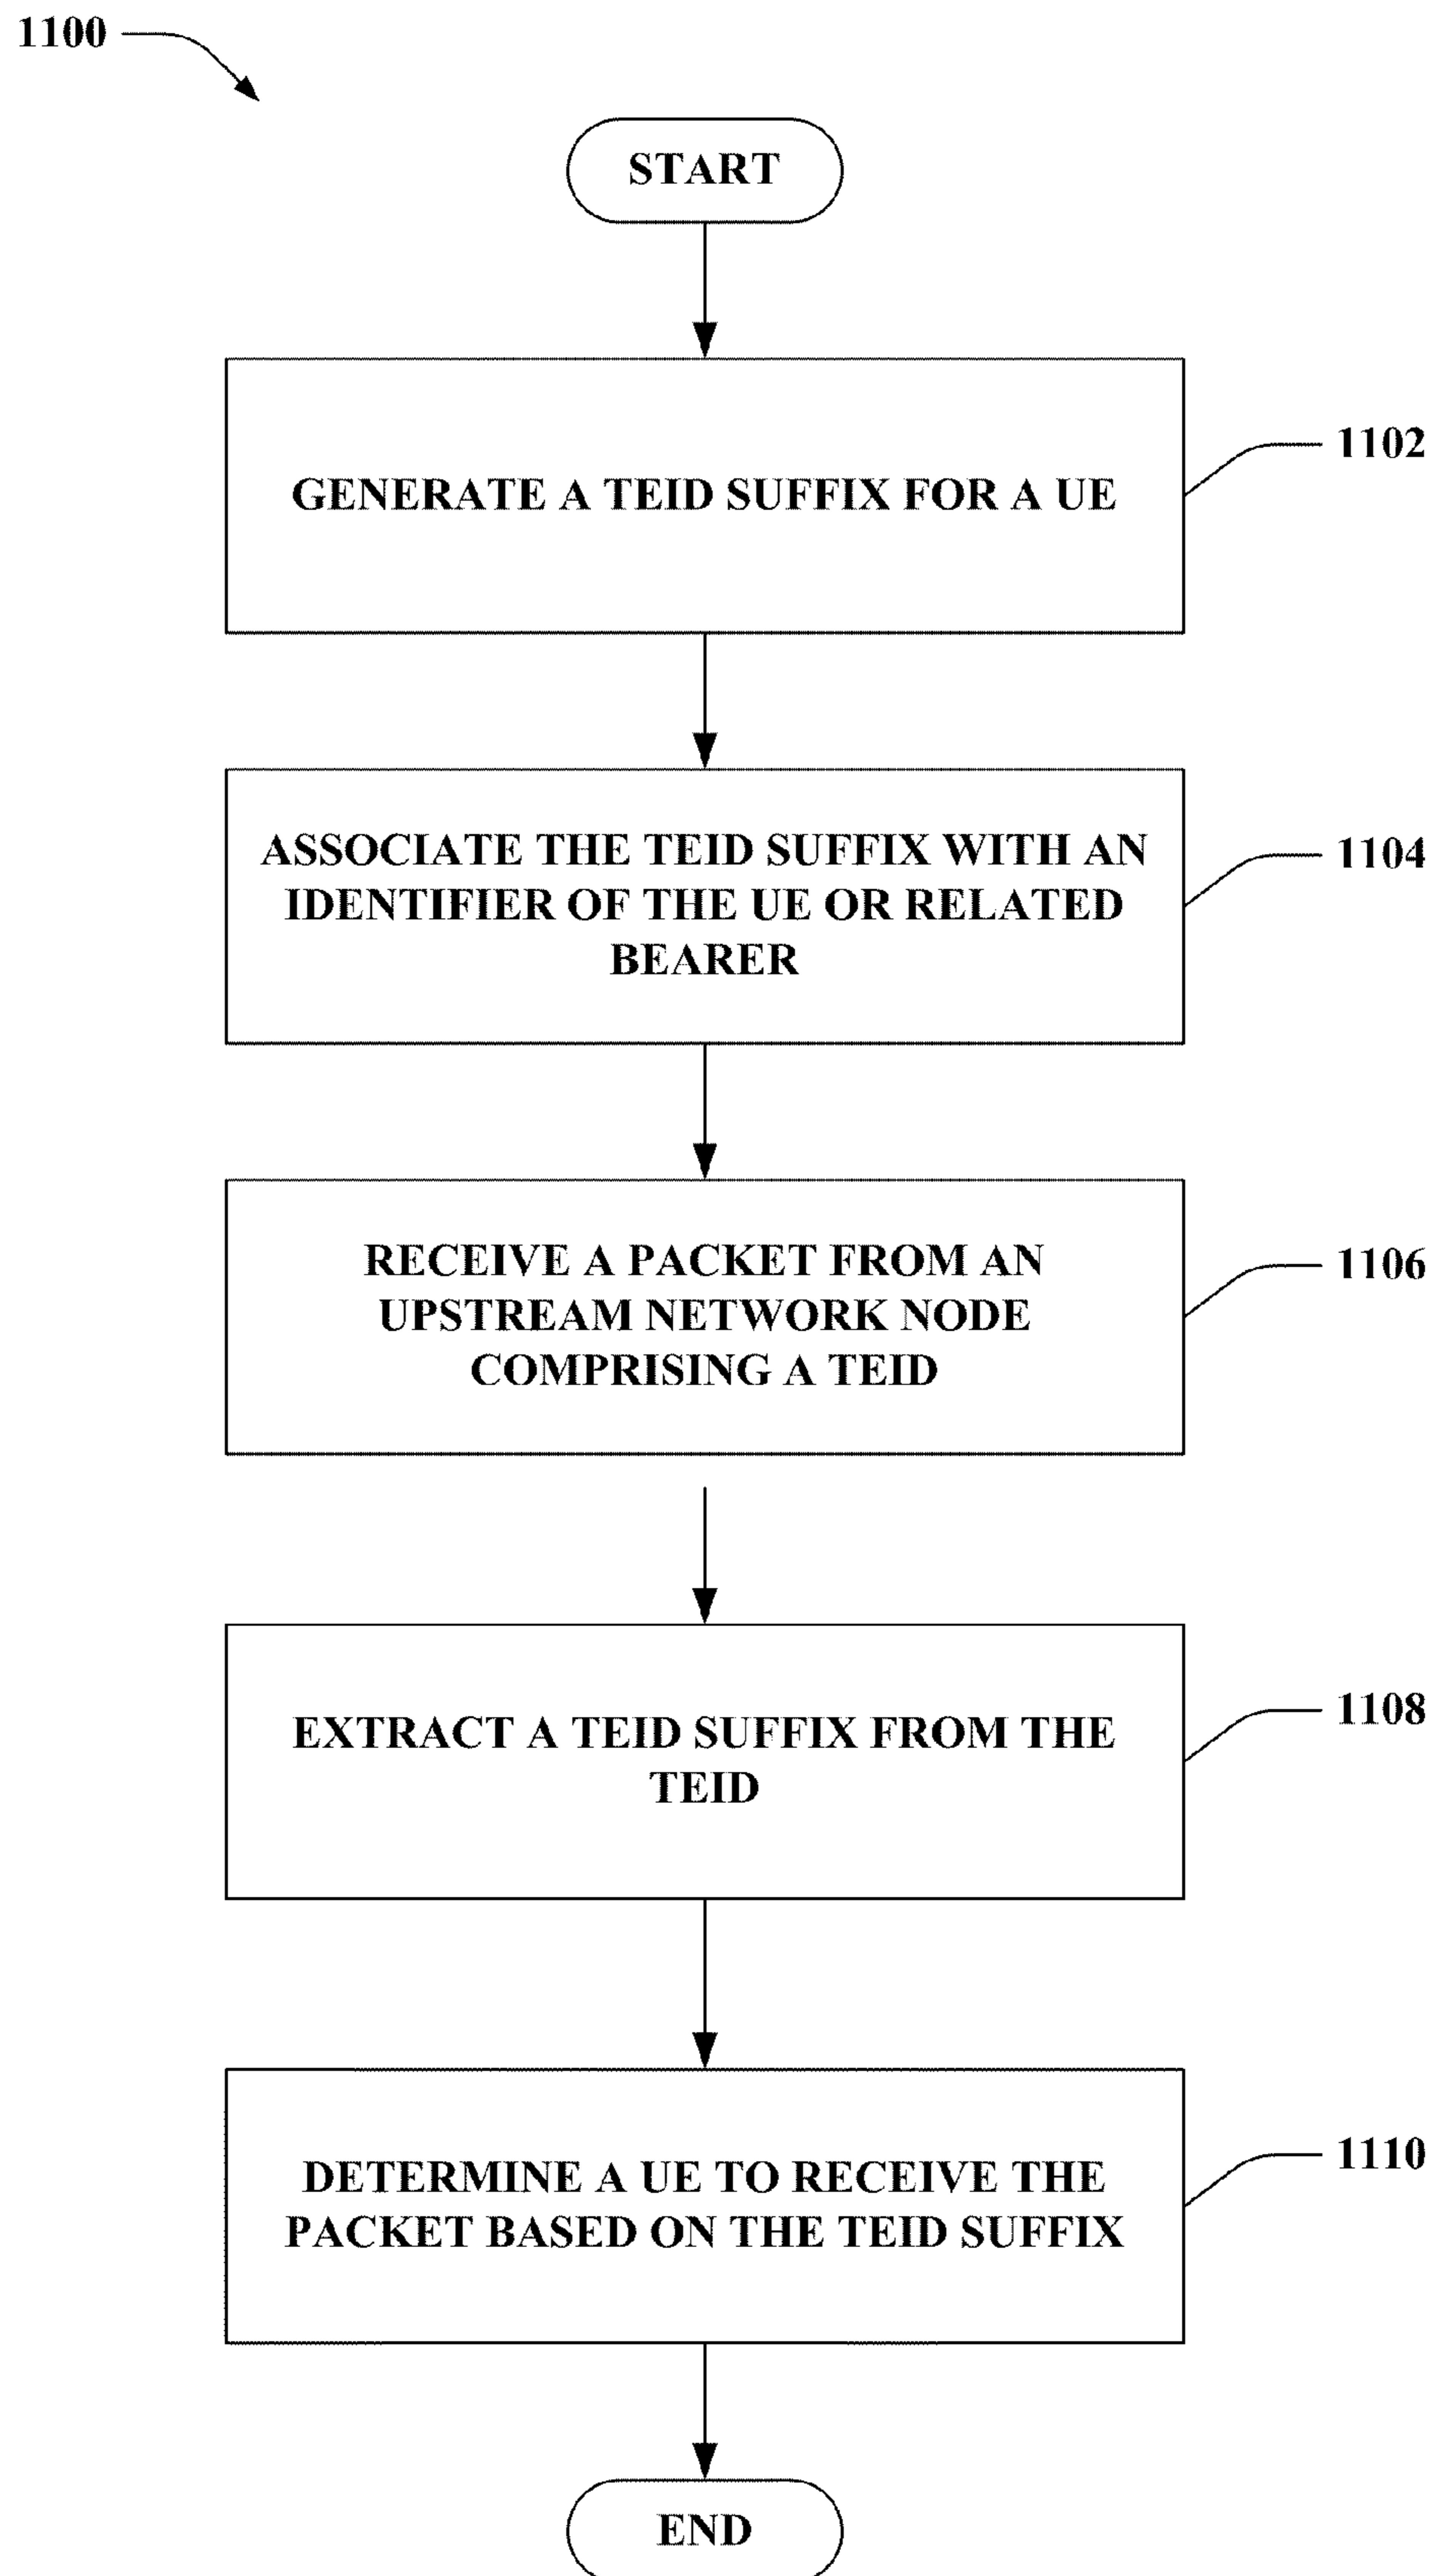 1100
START
GENERATE A TEID SUFFIX FOR A UE
1102
ASSOCIATE THE TEID SUFFIX WITH AN
IDENTIFIER OF THE UE OR RELATED
BEARER
1104
RECEIVE A PACKET FROM AN
UPSTREAM NETWORK NODE
COMPRISING A TEID
1106
EXTRACT A TEID SUFFIX FROM THE
TEID
1108
DETERMINE A UE TO RECEIVE THE
PACKET BASED ON THE TEID SUFFIX
1110
END